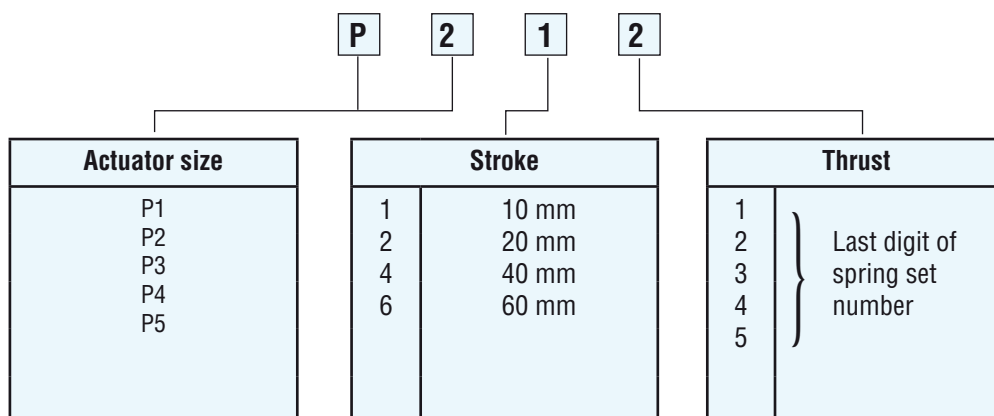 P 2 1 2
Actuator size
P1
P2
P3
P4
P5
Stroke
1 10 mm
2 20 mm
4 40 mm
6 60 mm
Thrust
1
2
3
4
5
Last digit of
spring set
number